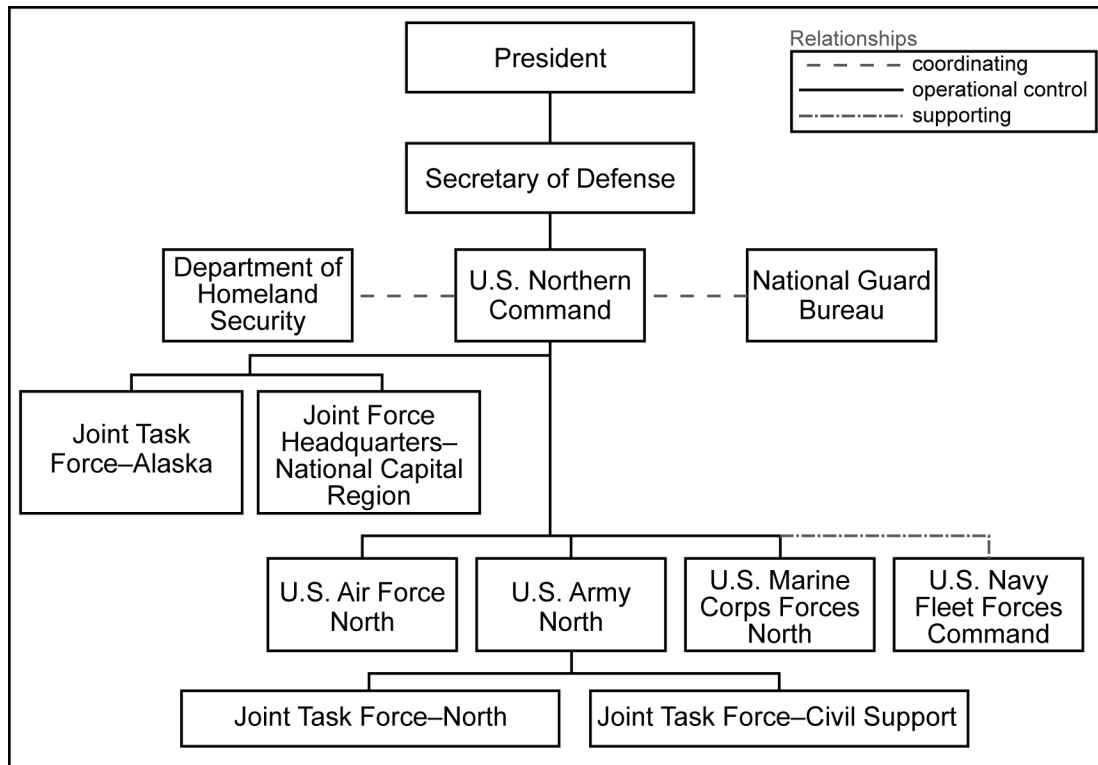 President
Relationships
coordinating
operational control
supporting
Secretary of Defense
Department of
Homeland
Security
U.S. Northern
Command
National Guard
Bureau
Joint Task
Force–Alaska
Joint Force
Headquarters–
National Capital
Region
U.S. Air Force
North
U.S. Army
North
U.S. Marine
Corps Forces
North
U.S. Navy
Fleet Forces
Command
Joint Task Force–North
Joint Task Force–Civil Support